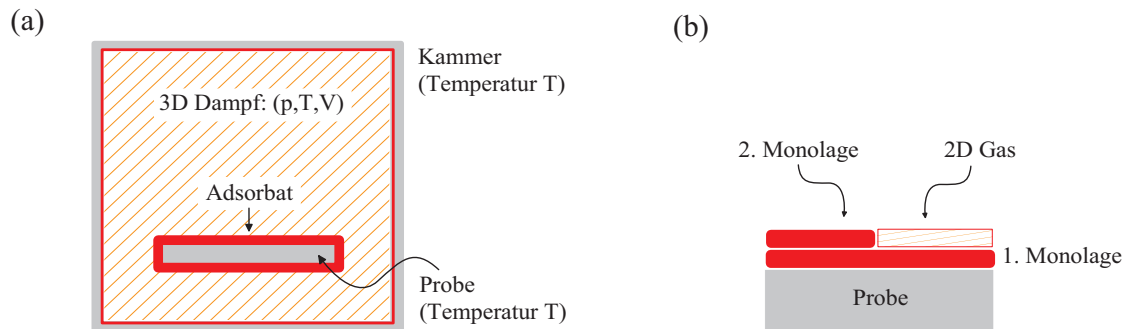 (a)
Kammer
(Temperatur T)
3D Dampf: (p,T,V)
Adsorbat
Probe
(Temperatur T)
(b)
2. Monolage
2D Gas
1. Monolage
Probe